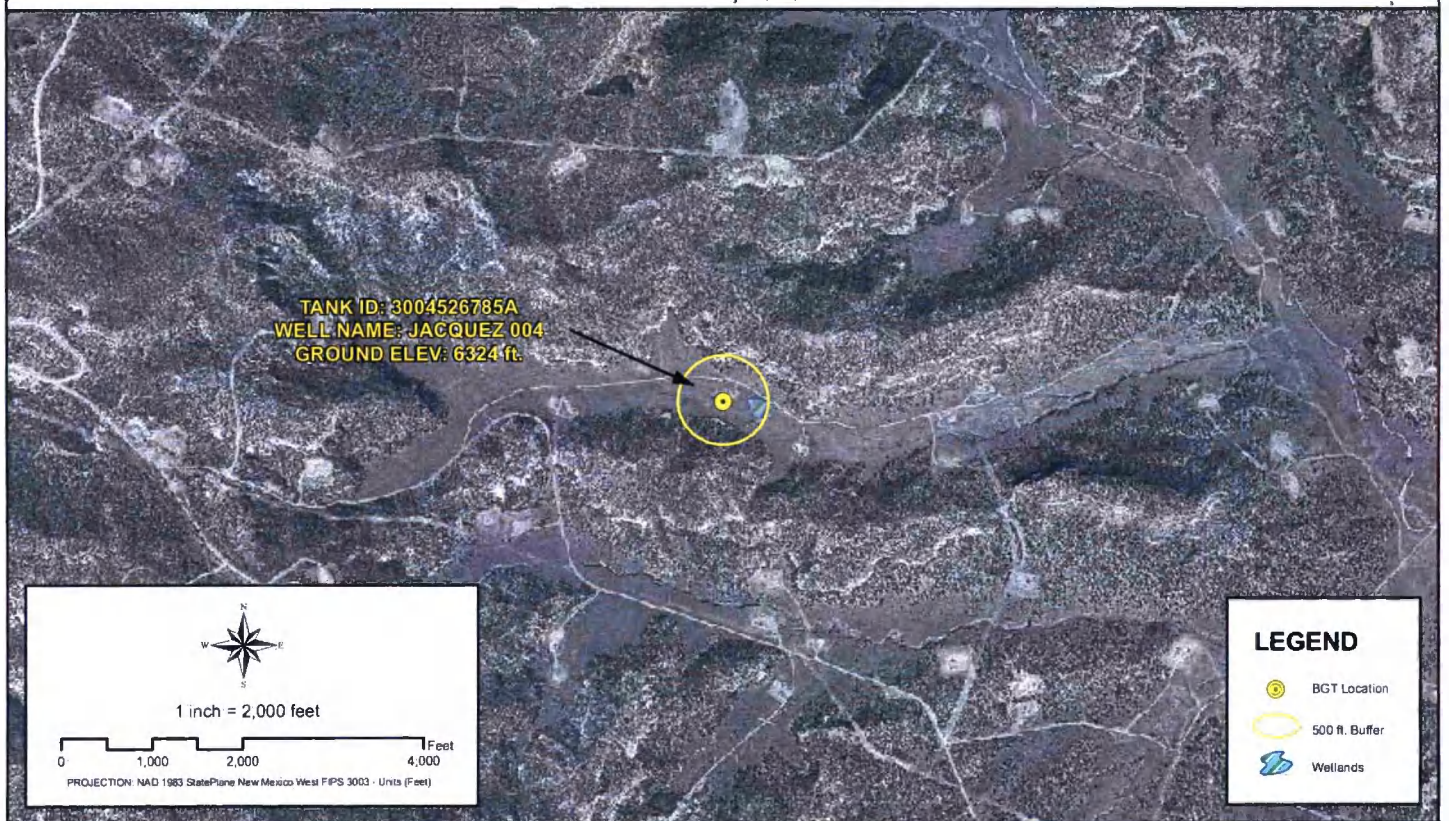 TANK ID: 3004526785A
WELL NAME: JACQUEZ 004
GROUND ELEV: 6324 ft.
N
W E
S
1 inch = 2,000 feet
Feet
0 1,000 2,000 4,000
PROJECTION: NAD 1983 StatePlane New Mexico West FIPS 3003 - Units (Feet)
LEGEND
BGT Location
500 ft. Buffer
Wetlands